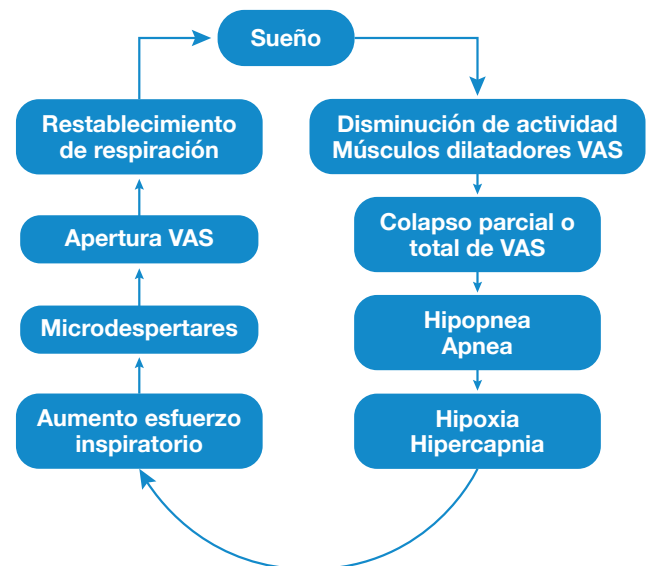 Sueño
Disminución de actividad
Músculos dilatadores VAS
Colapso parcial o
total de VAS
Hipopnea
Apnea
Hipoxia
Hipercapnia
Aumento esfuerzo
inspiratorio
Microdespertares
Apertura VAS
Restablecimiento
de respiración